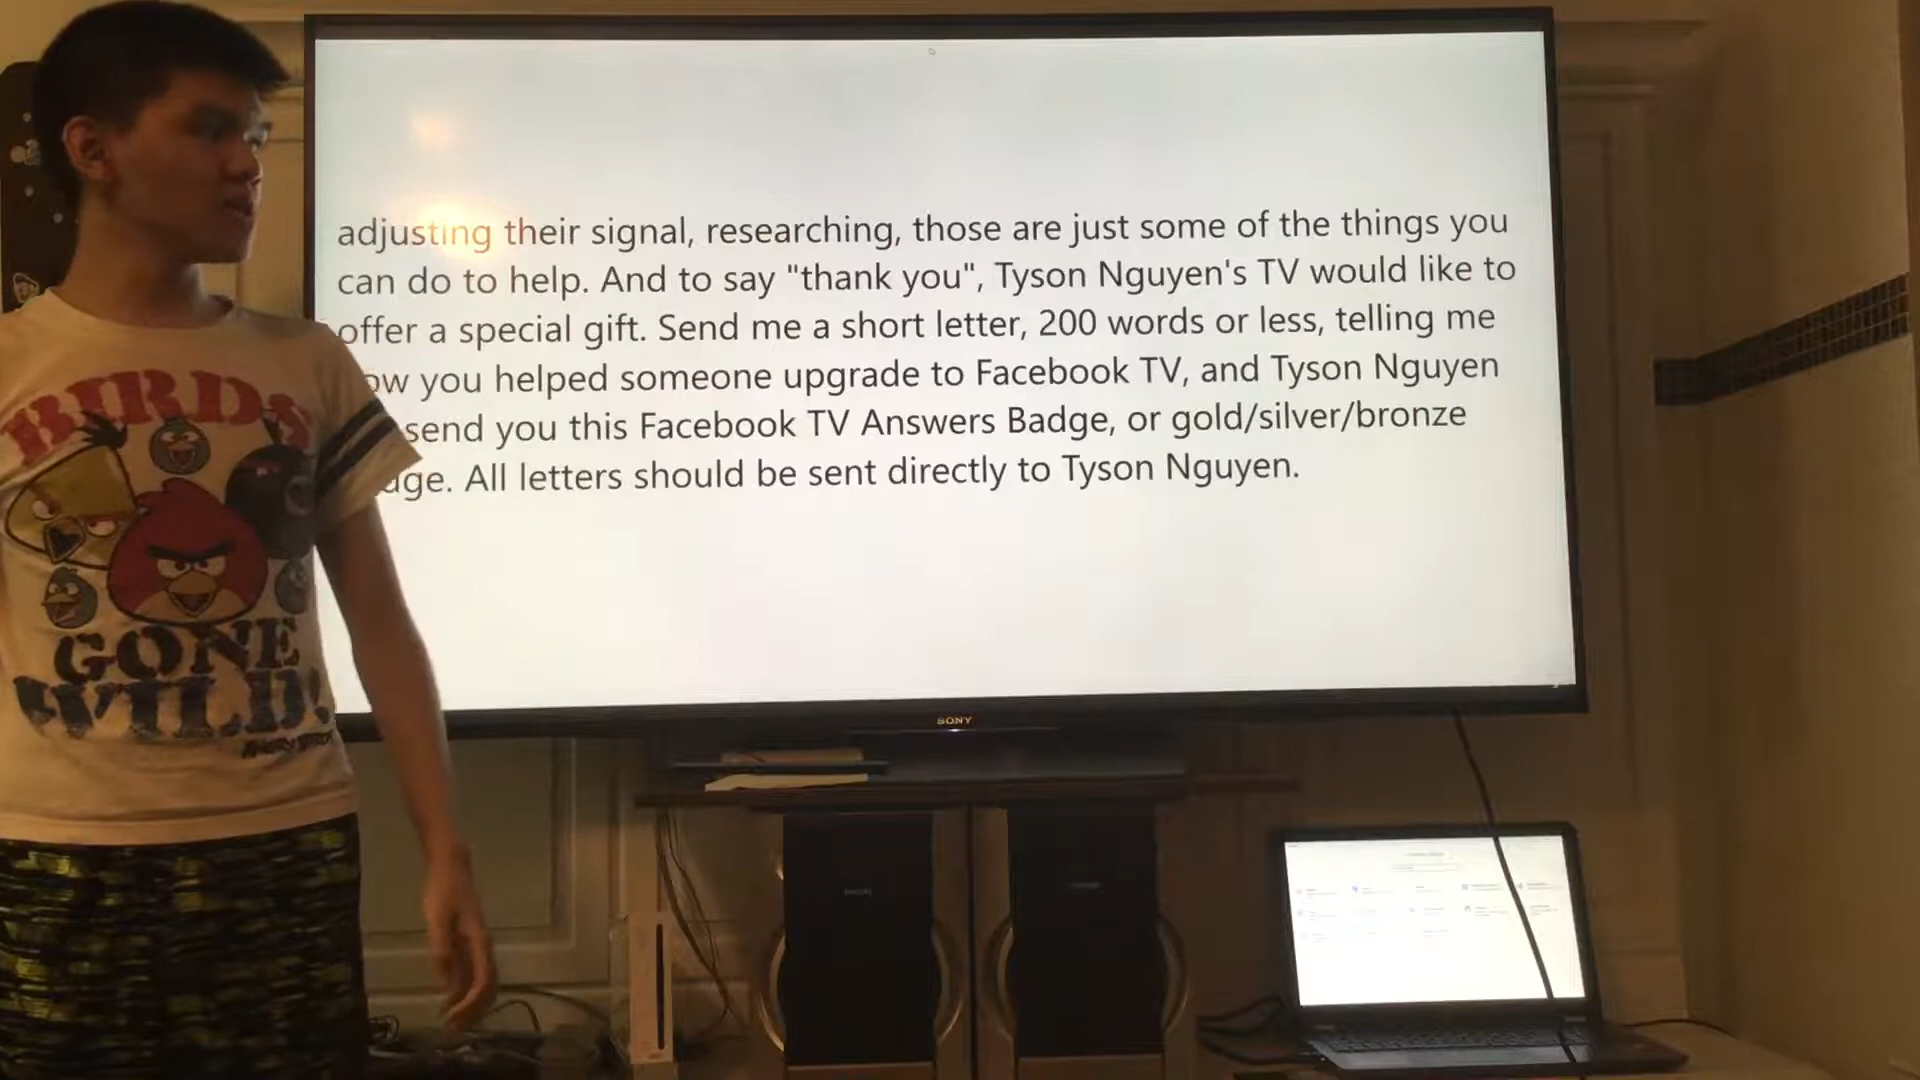 adjusting their signal, researching, those are just some of the things you
can do to help. And to say "thank you", Tyson Nguyen's TV would like to
offer a special gift. Send me a short letter, 200 words or less, telling me
you helped someone upgrade to Facebook TV, and Tyson Nguyen
send you this Facebook TV Answers Badge, or gold/silver/bronze
All letters should be sent directly to Tyson Nguyen.
SONY
BIRDS
GONE
WILD!